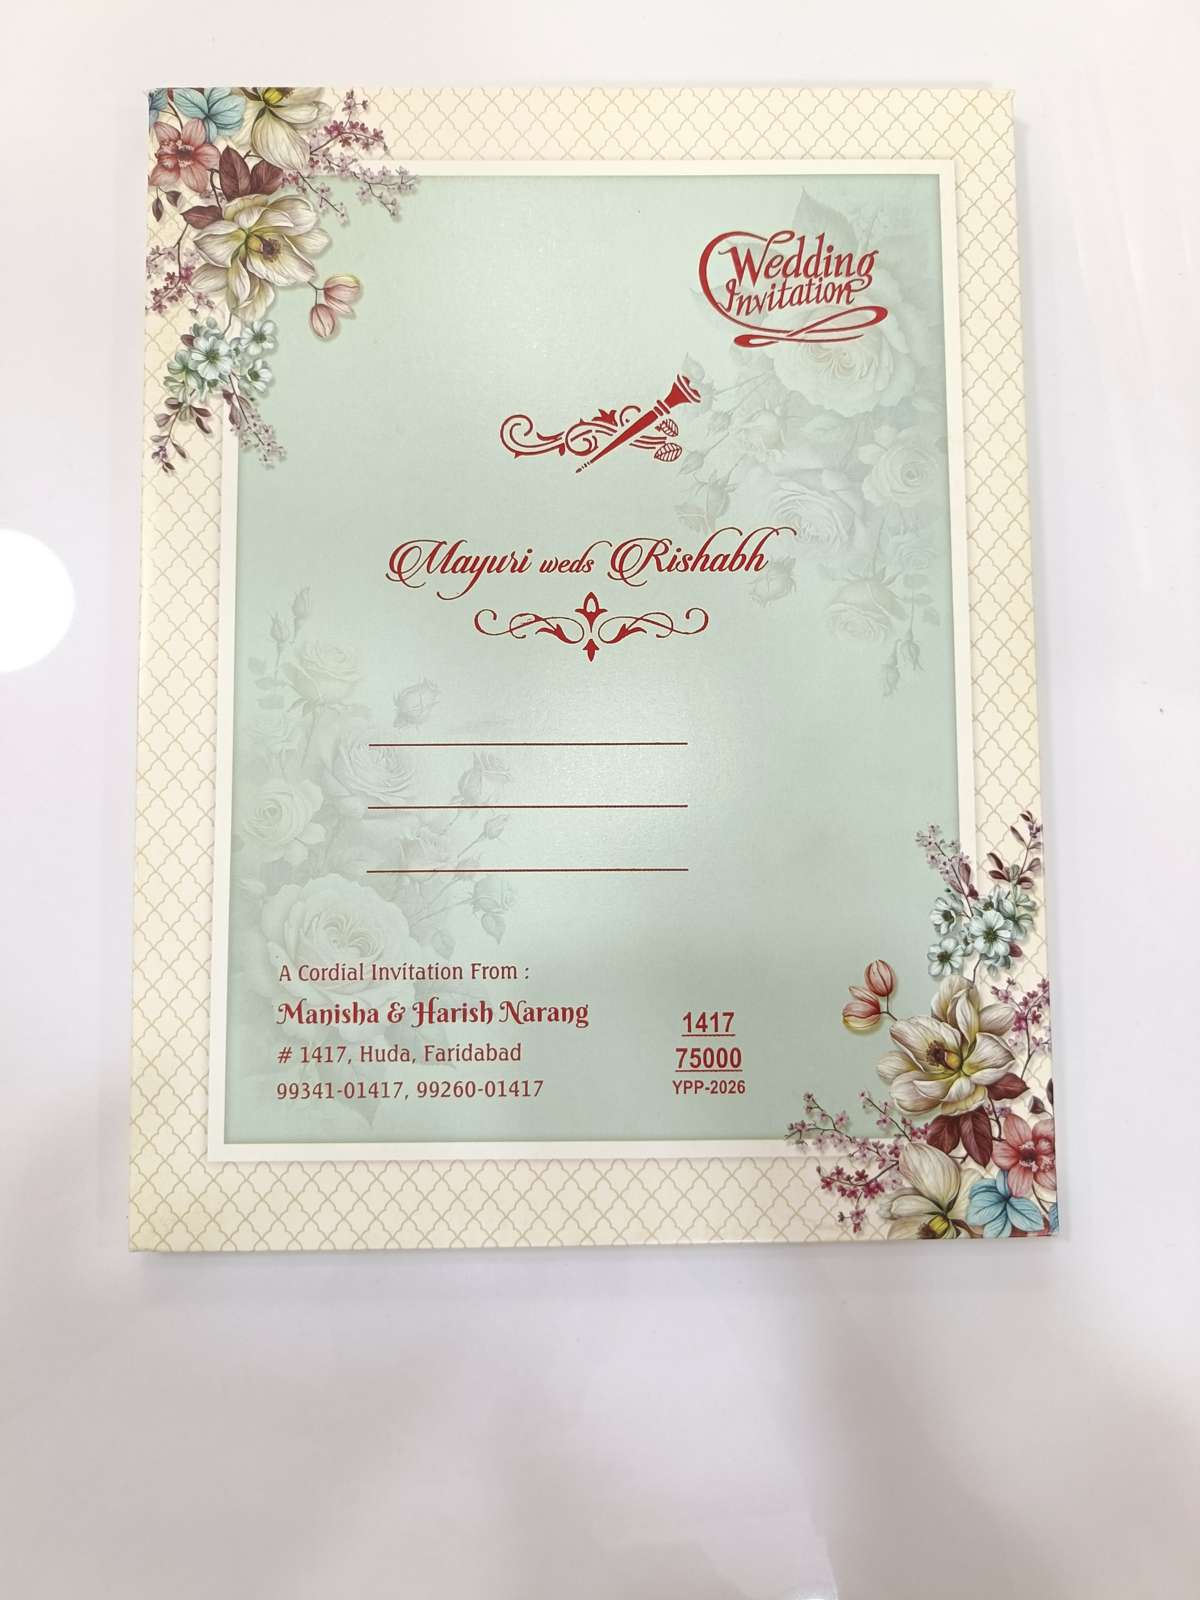 Wedding
Invitation
Mayuri weds Rishabh
A Cordial Invitation From :
Manisha & Harish Narang
# 1417, Huda, Faridabad
99341-01417, 99260-01417
1417
75000
YPP-2026